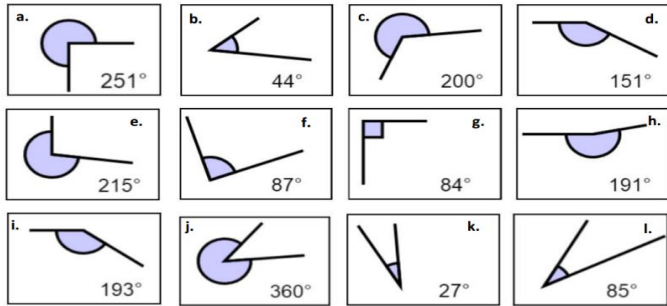 a. b. c. d.
251° 44° 200° 151°
e. f. g. h.
215° 87° 84° 191°
i. j. k. l.
193° 360° 27° 85°